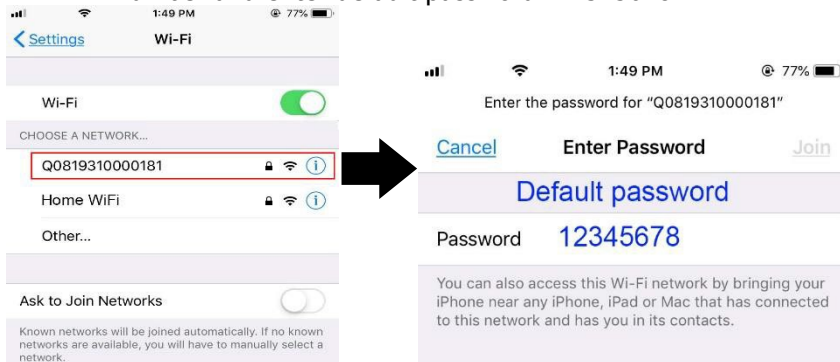 1:49 PM
77%
Settings
Wi-Fi
Wi-Fi
CHOOSE A NETWORK...
Q0819310000181
Home WiFi
Other...
Ask to Join Networks
Known networks will be joined automatically. If no known
networks are available, you will have to manually select a
network.
1:49 PM
77%
Enter the password for “Q0819310000181”
Cancel
Enter Password
Join
Default password
Password
12345678
You can also access this Wi-Fi network by bringing your
iPhone near any iPhone, iPad or Mac that has connected
to this network and has you in its contacts.